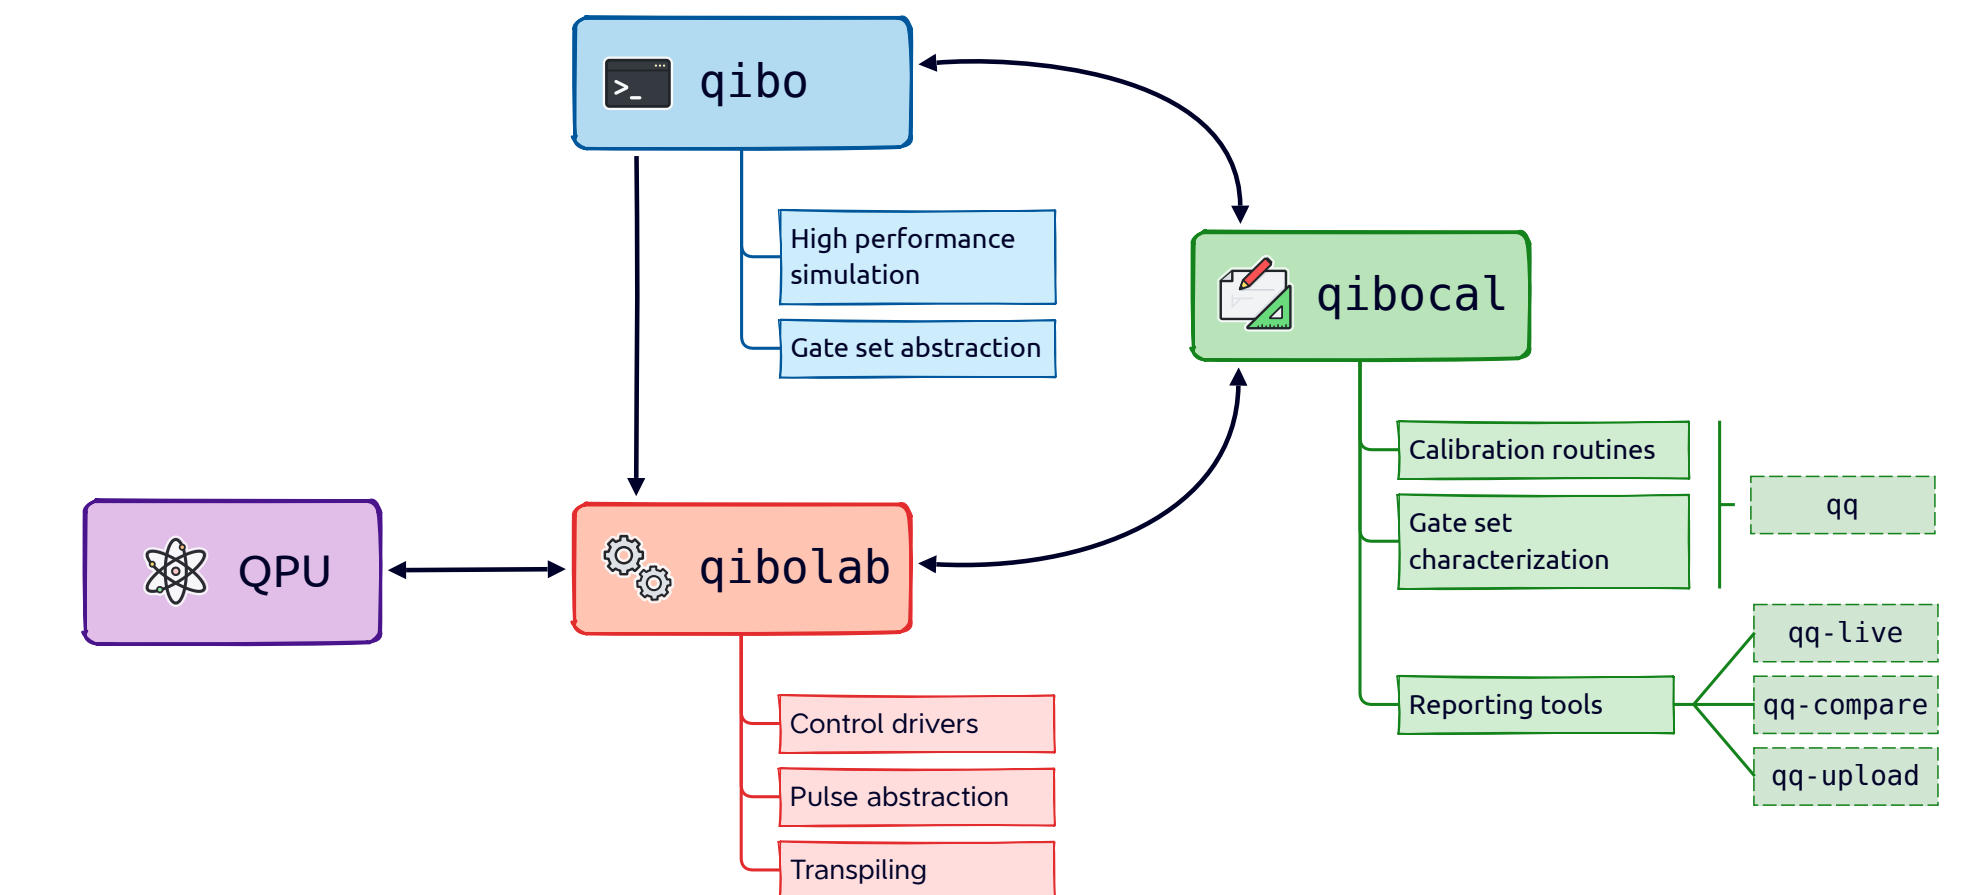 >_
qibo
High performance
simulation
Gate set abstraction
qibocal
Calibration routines
Gate set
characterization
qq
Reporting tools
qq-live
qq-compare
qq-upload
QPU
qibolab
Control drivers
Pulse abstraction
Transpiling